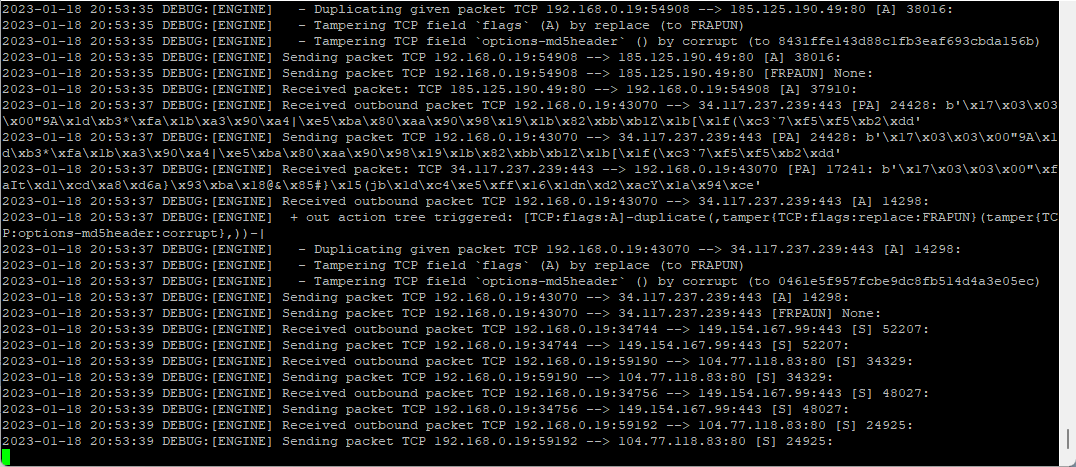 2023-01-18 20:53:35 DEBUG:[ENGINE]   - Duplicating given packet TCP 192.168.0.19:54908 --> 185.125.190.49:80 [A] 38016:
2023-01-18 20:53:35 DEBUG:[ENGINE]   - Tampering TCP field `flags` (A) by replace (to FRAPUN)
2023-01-18 20:53:35 DEBUG:[ENGINE]   - Tampering TCP field `options-md5header` () by corrupt (to 8431ffe143d88c1fb3eaf693cbda156b)
2023-01-18 20:53:35 DEBUG:[ENGINE] Sending packet TCP 192.168.0.19:54908 --> 185.125.190.49:80 [A] 38016:
2023-01-18 20:53:35 DEBUG:[ENGINE] Sending packet TCP 192.168.0.19:54908 --> 185.125.190.49:80 [FRPAUN] None:
2023-01-18 20:53:35 DEBUG:[ENGINE] Received packet: TCP 185.125.190.49:80 --> 192.168.0.19:54908 [A] 37910:
2023-01-18 20:53:37 DEBUG:[ENGINE] Received outbound packet TCP 192.168.0.19:43070 --> 34.117.237.239:443 [PA] 24428: b'\x17\x03\x03
\x00"9A\x1d\xb3*\xfa\x1b\xa3\x90\xa4|\xe5\xba\x80\xaa\x90\x98\x19\x1b\x82\xbb\xb1Z\x1b[\x1f(\xc3`7\xf5\xf5\xb2\xdd'
2023-01-18 20:53:37 DEBUG:[ENGINE] Sending packet TCP 192.168.0.19:43070 --> 34.117.237.239:443 [PA] 24428: b'\x17\x03\x03\x00"9A\x1
d\xb3*\xfa\x1b\xa3\x90\xa4|\xe5\xba\x80\xaa\x90\x98\x19\x1b\x82\xbb\xb1Z\x1b[\x1f(\xc3`7\xf5\xf5\xb2\xdd'
2023-01-18 20:53:37 DEBUG:[ENGINE] Received packet: TCP 34.117.237.239:443 --> 192.168.0.19:43070 [PA] 17241: b'\x17\x03\x03\x00"\xf
aIt\xd1\xcd\xa8\xd6a}\x93\xba\x18@&\x85#}\x15(jb\x1d\xc4\xe5\xff\x16\x1dn\xd2\xacY\x1a\x94\xce'
2023-01-18 20:53:37 DEBUG:[ENGINE] Received outbound packet TCP 192.168.0.19:43070 --> 34.117.237.239:443 [A] 14298:
2023-01-18 20:53:37 DEBUG:[ENGINE]  + out action tree triggered: [TCP:flags:A]-duplicate(,tamper{TCP:flags:replace:FRAPUN}(tamper{TC
P:options-md5header:corrupt},))-|
2023-01-18 20:53:37 DEBUG:[ENGINE]   - Duplicating given packet TCP 192.168.0.19:43070 --> 34.117.237.239:443 [A] 14298:
2023-01-18 20:53:37 DEBUG:[ENGINE]   - Tampering TCP field `flags` (A) by replace (to FRAPUN)
2023-01-18 20:53:37 DEBUG:[ENGINE]   - Tampering TCP field `options-md5header` () by corrupt (to 0461e5f957fcbe9dc8fb514d4a3e05ec)
2023-01-18 20:53:37 DEBUG:[ENGINE] Sending packet TCP 192.168.0.19:43070 --> 34.117.237.239:443 [A] 14298:
2023-01-18 20:53:37 DEBUG:[ENGINE] Sending packet TCP 192.168.0.19:43070 --> 34.117.237.239:443 [FRPAUN] None:
2023-01-18 20:53:39 DEBUG:[ENGINE] Received outbound packet TCP 192.168.0.19:34744 --> 149.154.167.99:443 [S] 52207:
2023-01-18 20:53:39 DEBUG:[ENGINE] Sending packet TCP 192.168.0.19:34744 --> 149.154.167.99:443 [S] 52207:
2023-01-18 20:53:39 DEBUG:[ENGINE] Received outbound packet TCP 192.168.0.19:59190 --> 104.77.118.83:80 [S] 34329:
2023-01-18 20:53:39 DEBUG:[ENGINE] Sending packet TCP 192.168.0.19:59190 --> 104.77.118.83:80 [S] 34329:
2023-01-18 20:53:39 DEBUG:[ENGINE] Received outbound packet TCP 192.168.0.19:34756 --> 149.154.167.99:443 [S] 48027:
2023-01-18 20:53:39 DEBUG:[ENGINE] Sending packet TCP 192.168.0.19:34756 --> 149.154.167.99:443 [S] 48027:
2023-01-18 20:53:39 DEBUG:[ENGINE] Received outbound packet TCP 192.168.0.19:59192 --> 104.77.118.83:80 [S] 24925:
2023-01-18 20:53:39 DEBUG:[ENGINE] Sending packet TCP 192.168.0.19:59192 --> 104.77.118.83:80 [S] 24925: